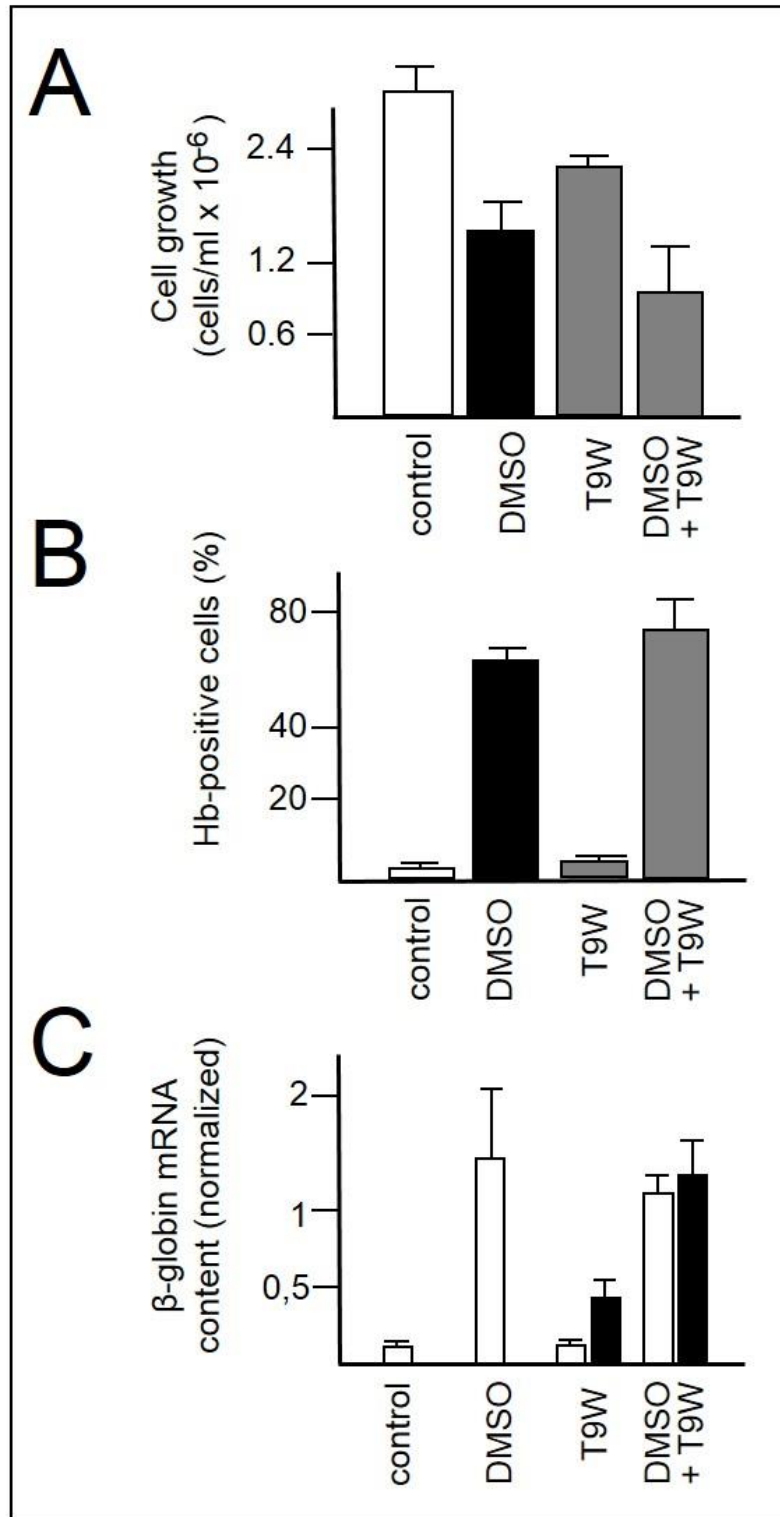 A
Cell growth
(cells/ml x 10⁻⁶)
2.4
1.2
0.6
control
DMSO
T9W
DMSO
+ T9W
B
Hb-positive cells (%)
80
40
20
control
DMSO
T9W
DMSO
+ T9W
C
β-globin mRNA
content (normalized)
2
1
0,5
control
DMSO
T9W
DMSO
+ T9W